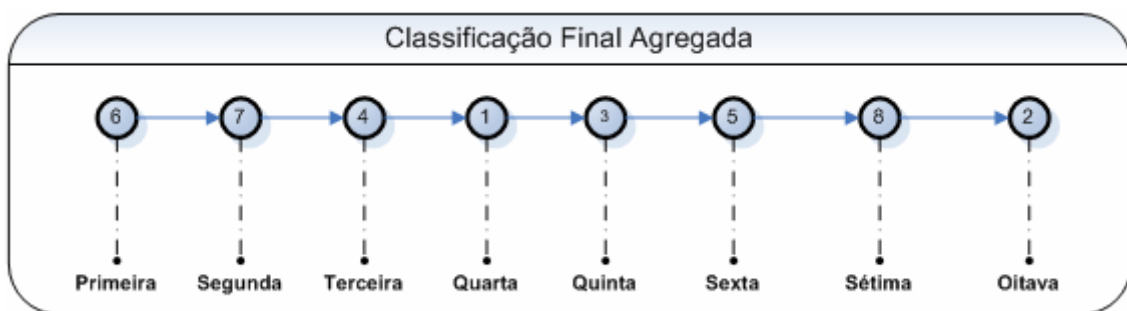 Classificação Final Agregada
6 7 4 1 3 5 8 2
Primeira Segunda Terceira Quarta Quinta Sexta Sétima Oitava